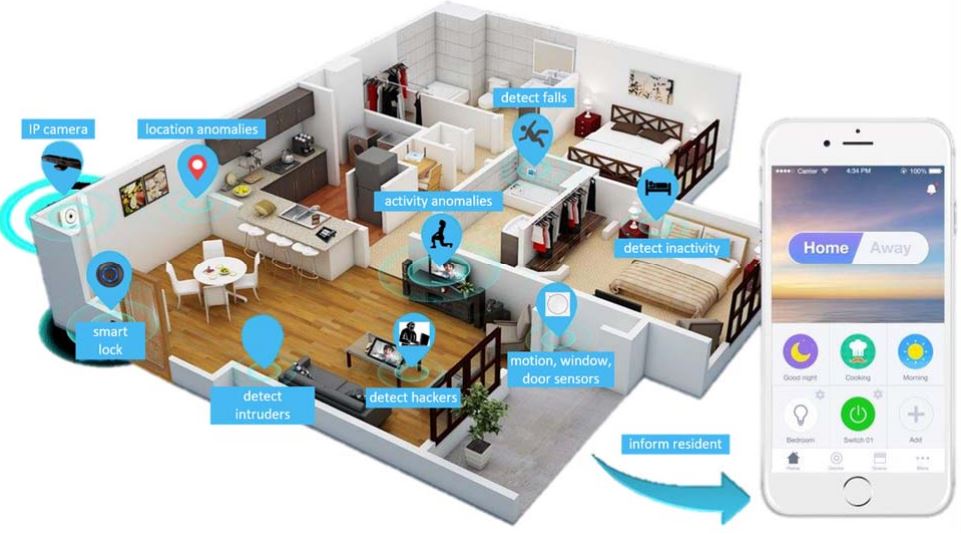 detect falls
IP camera
location anomalies
activity anomalies
detect inactivity
smart
lock
motion, window,
door sensors
detect
intruders
detect hackers
inform resident
Carrier 4:34 PM 100%
Home Away
Good night Cooking Morning
Bedroom Switch 01 Add
Home Scene